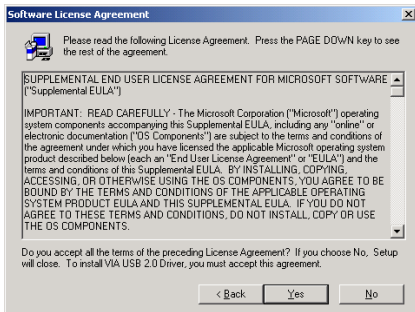 Software License Agreement
Please read the following License Agreement. Press the PAGE DOWN key to see
the rest of the agreement.
SUPPLEMENTAL END USER LICENSE AGREEMENT FOR MICROSOFT SOFTWARE
("Supplemental EULA")
IMPORTANT: READ CAREFULLY - The Microsoft Corporation ("Microsoft") operating
system components accompanying this Supplemental EULA, including any "online" or
electronic documentation ("OS Components") are subject to the terms and conditions of
the agreement under which you have licensed the applicable Microsoft operating system
product described below (each an "End User License Agreement" or "EULA") and the
terms and conditions of this Supplemental EULA. BY INSTALLING, COPYING,
ACCESSING, OR OTHERWISE USING THE OS COMPONENTS, YOU AGREE TO BE
BOUND BY THE TERMS AND CONDITIONS OF THE APPLICABLE OPERATING
SYSTEM PRODUCT EULA AND THIS SUPPLEMENTAL EULA. IF YOU DO NOT
AGREE TO THESE TERMS AND CONDITIONS, DO NOT INSTALL, COPY OR USE
THE OS COMPONENTS.
Do you accept all the terms of the preceding License Agreement? If you choose No, Setup
will close. To install VIA USB 2.0 Driver, you must accept this agreement.
< Back Yes No